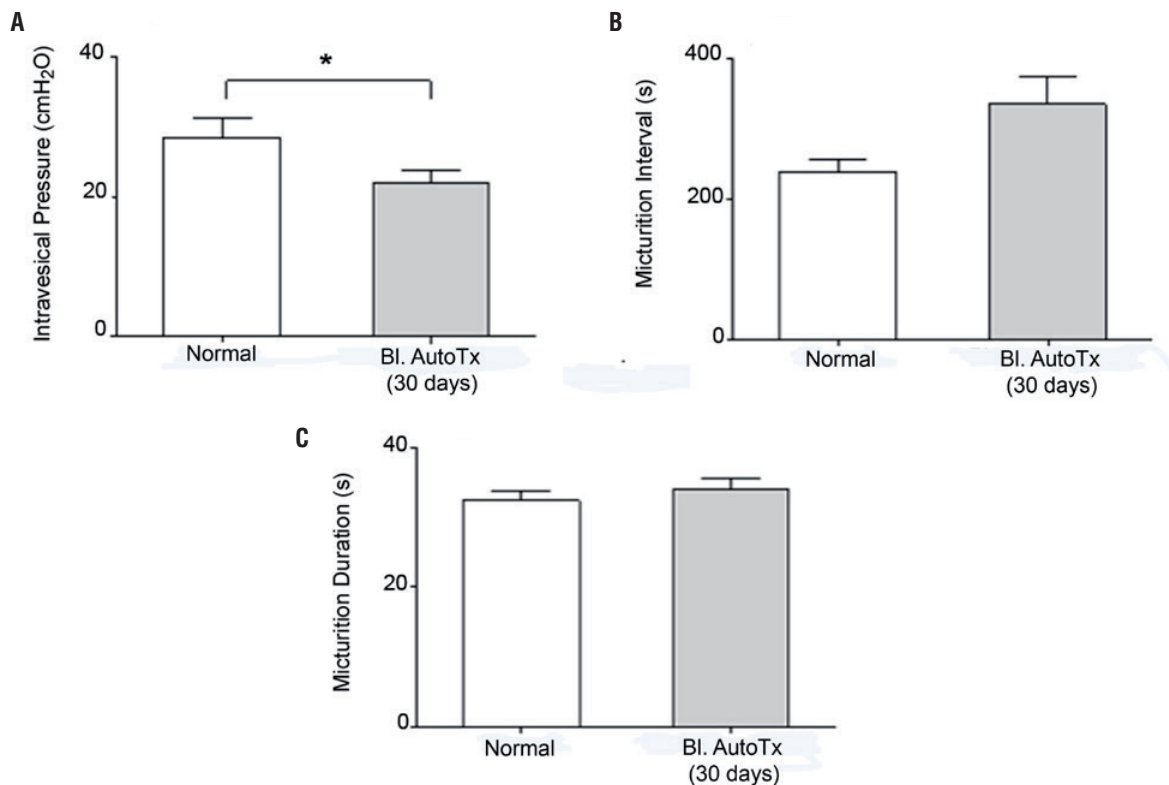 A
Intravesical Pressure (cmH₂O)
40
20
0
*
Normal
Bl. AutoTx
(30 days)
B
Micturition Interval (s)
400
200
0
Normal
Bl. AutoTx
(30 days)
C
Micturition Duration (s)
40
20
0
Normal
Bl. AutoTx
(30 days)